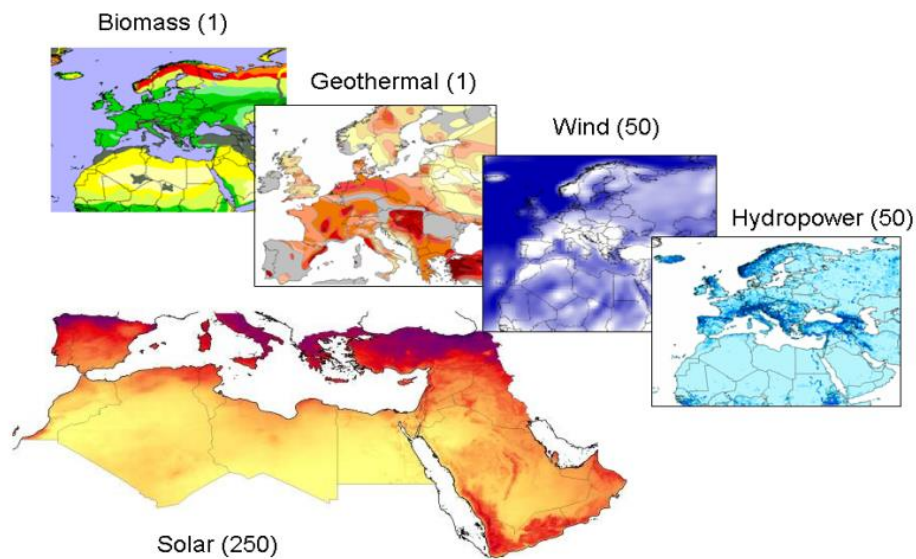 Biomass (1)
Geothermal (1)
Wind (50)
Hydropower (50)
Solar (250)